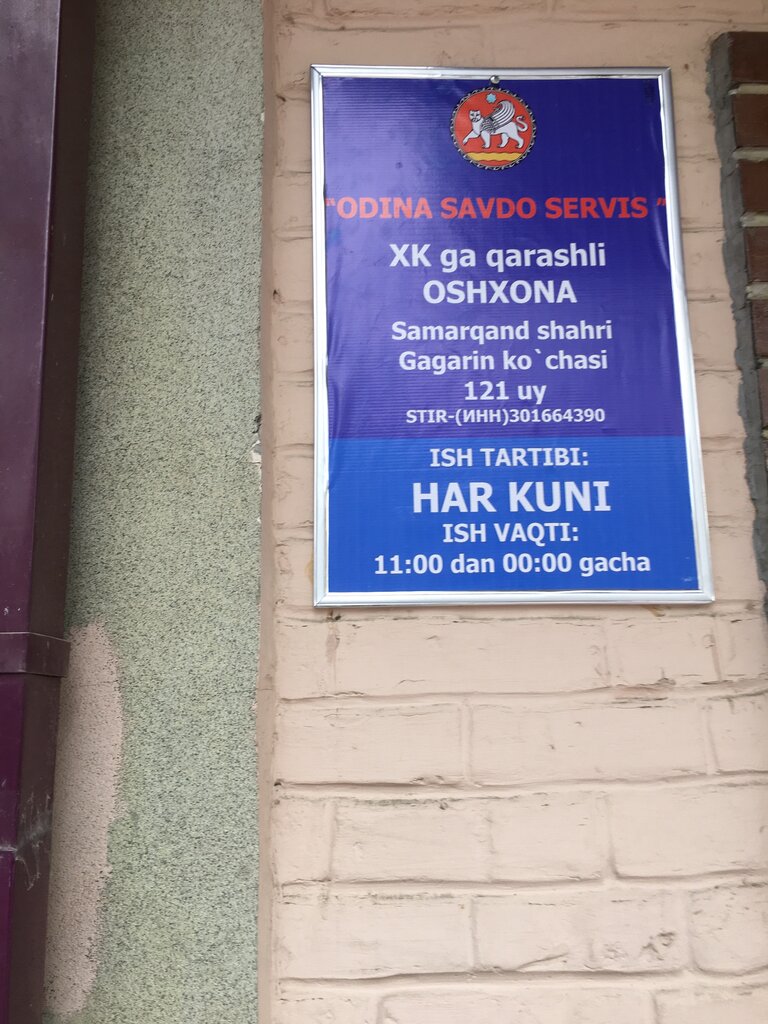 "ODINA SAVDO SERVIS "
XK ga qarashli
OSHXONA
Samarqand shahri
Gagarin ko`chasi
121 uy
STIR-(ИНН)301664390
ISH TARTIBI:
HAR KUNI
ISH VAQTI:
11:00 dan 00:00 gacha